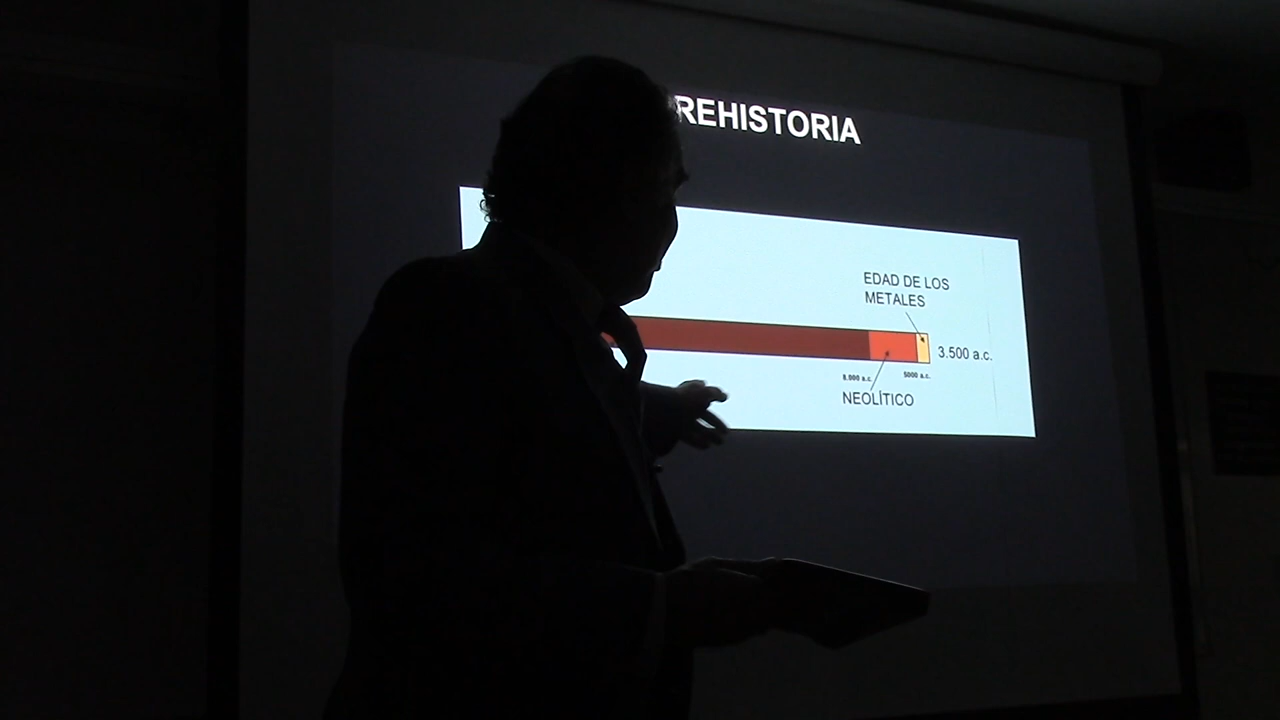 REHISTORIA
EDAD DE LOS
METALES
3.500 a.c.
8.000 a.c. 5000 a.c.
NEOLÍTICO